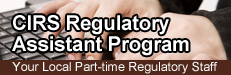 CIRS Regulatory
Assistant Program
Your Local Part-time Regulatory Staff